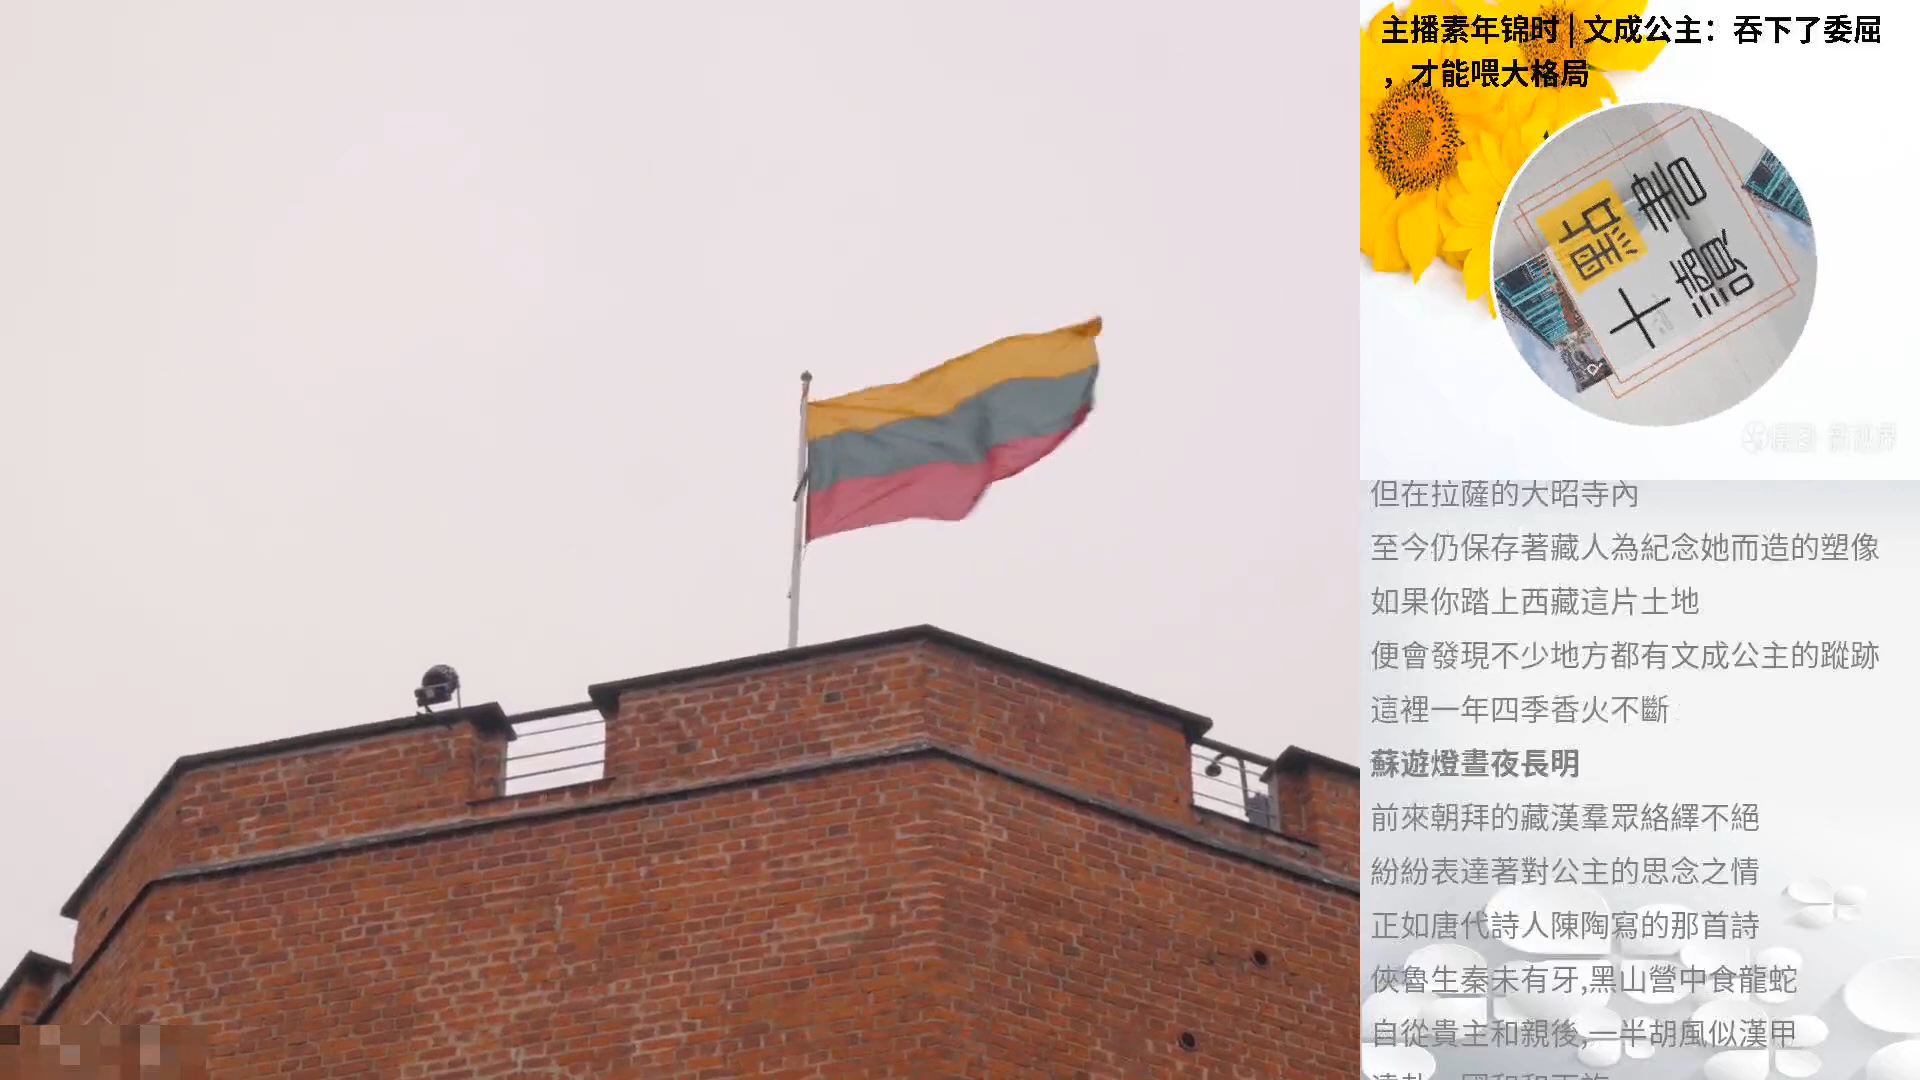 主播素年锦时 | 文成公主：吞下了委屈
，才能喂大格局
十
讀
書
但在拉薩的大昭寺內
至今仍保存著藏人為紀念她而造的塑像
如果你踏上西藏這片土地
便會發現不少地方都有文成公主的蹤跡
這裡一年四季香火不斷
蘇遊燈晝夜長明
前來朝拜的藏漢羣眾絡繹不絕
紛紛表達著對公主的思念之情
正如唐代詩人陳陶寫的那首詩
俠魯生秦未有牙,黑山營中食龍蛇
自從貴主和親後,一半胡風似漢甲